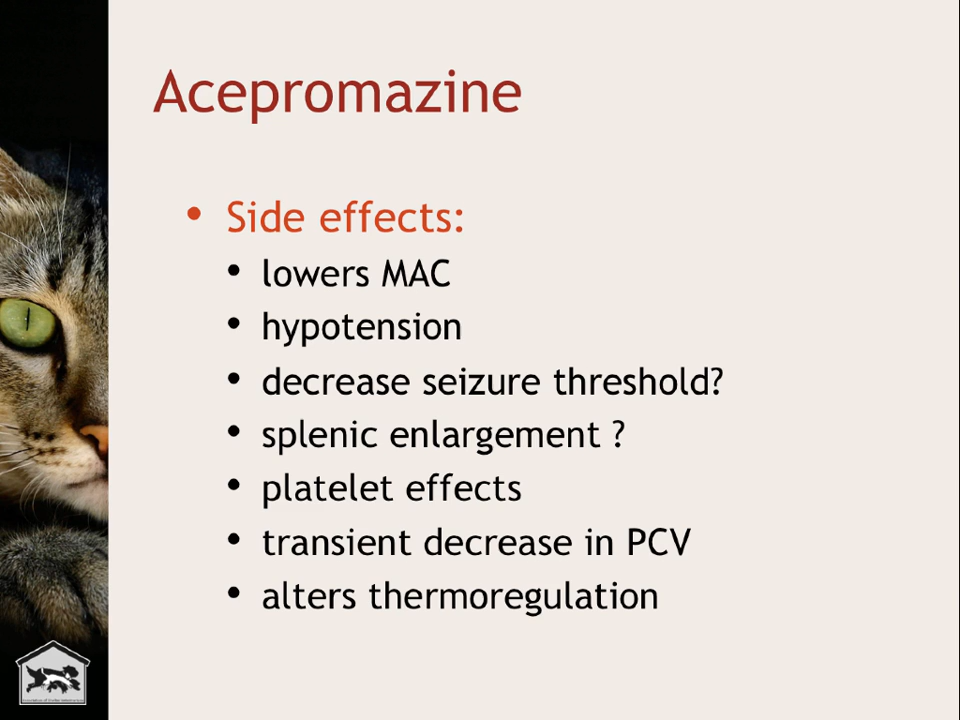 Acepromazine
• Side effects:
• lowers MAC
• hypotension
• decrease seizure threshold?
• splenic enlargement ?
• platelet effects
• transient decrease in PCV
• alters thermoregulation